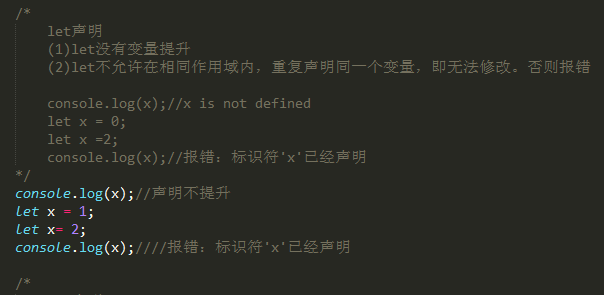 /*
let声明
(1)let没有变量提升
(2)let不允许在相同作用域内，重复声明同一个变量，即无法修改。否则报错
console.log(x);//x is not defined
let x = 0;
let x =2;
console.log(x);//报错：标识符'x'已经声明
*/
console.log(x);//声明不提升
let x = 1;
let x= 2;
console.log(x);////报错：标识符'x'已经声明
/*